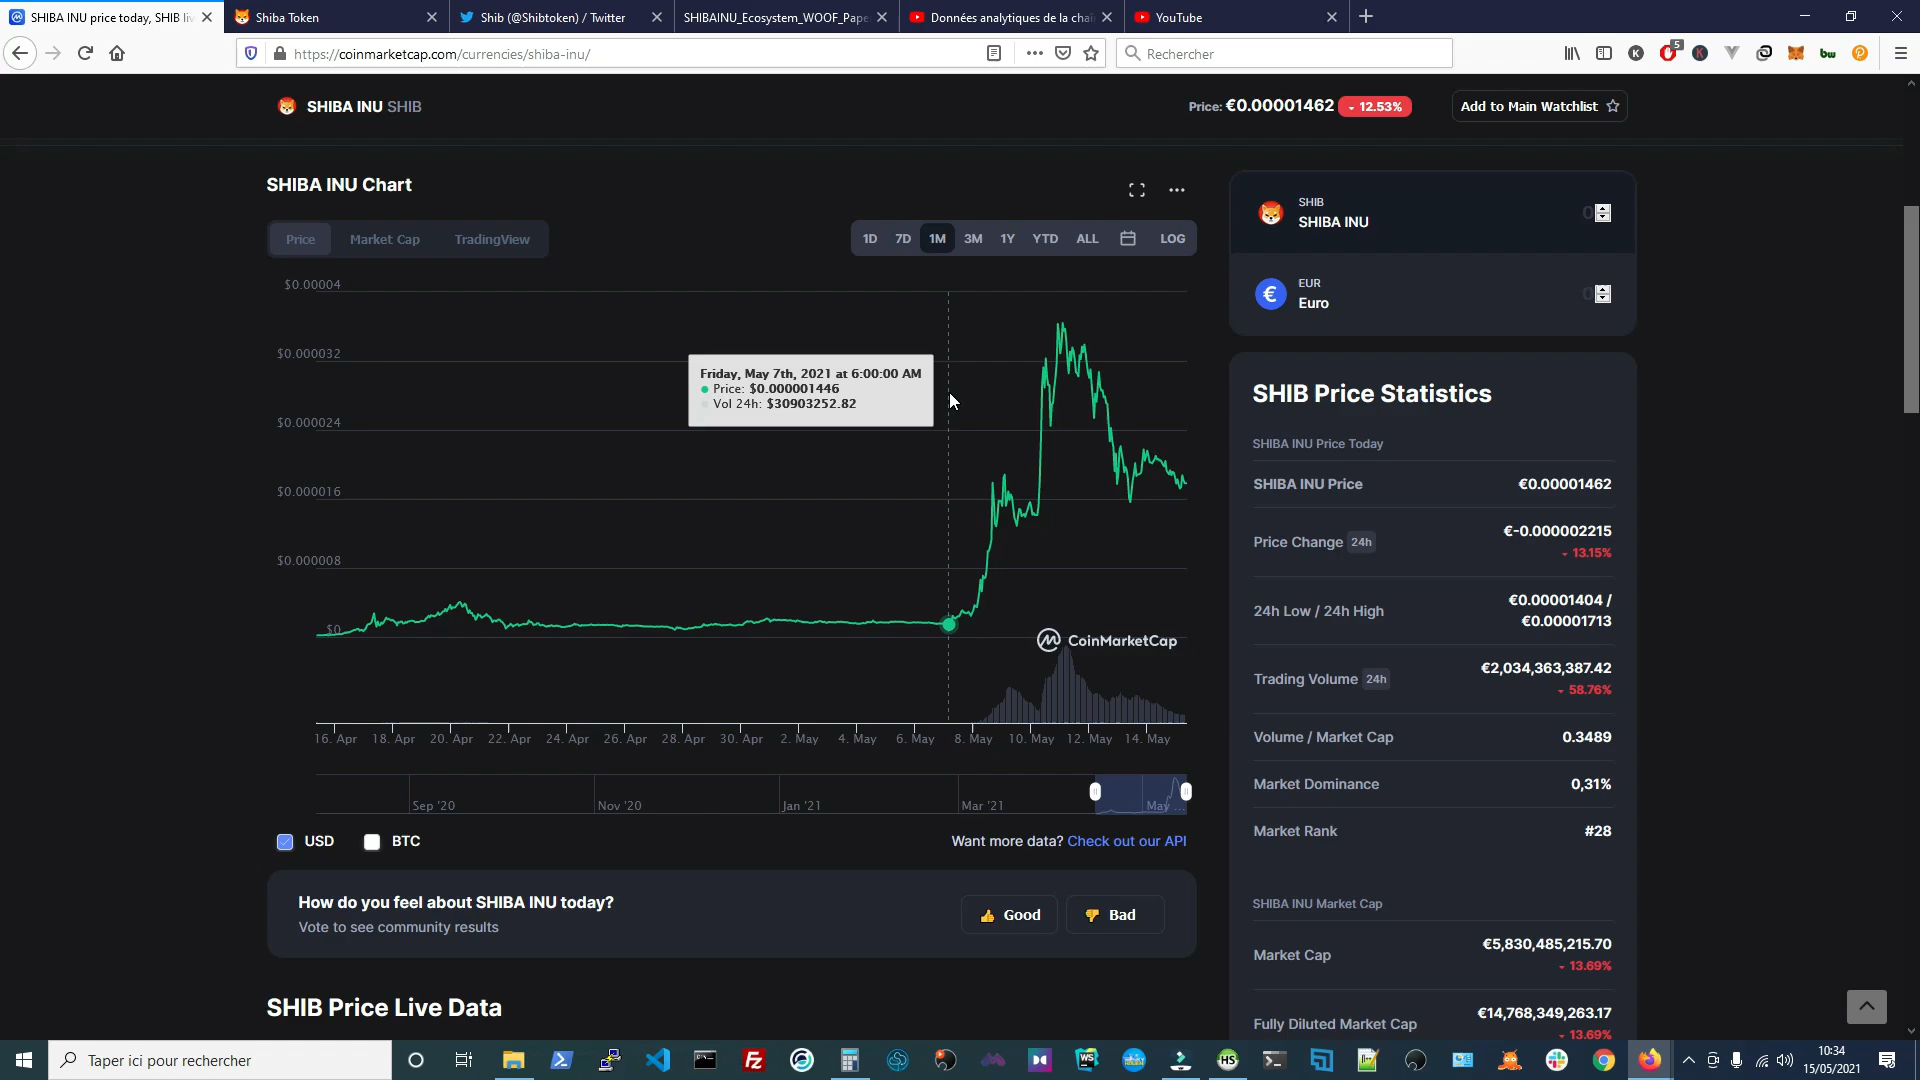 SHIBA INU price today, SHIB liv
Shiba Token
Shib (@Shibtoken) / Twitter
SHIBAINU_Ecosystem_WOOF_Pape
Données analytiques de la chaî
YouTube
https://coinmarketcap.com/currencies/shiba-inu/
Rechercher
5
bw
SHIBA INU SHIB
Price: €0.00001462 12.53%
Add to Main Watchlist
SHIBA INU Chart
Price Market Cap TradingView
1D 7D 1M 3M 1Y YTD ALL LOG
$0.00004
$0.000032
$0.000024
$0.000016
$0.000008
$0
Friday, May 7th, 2021 at 6:00:00 AM
Price: $0.000001446
Vol 24h: $30903252.82
CoinMarketCap
16. Apr 18. Apr 20. Apr 22. Apr 24. Apr 26. Apr 28. Apr 30. Apr 2. May 4. May 6. May 8. May 10. May 12. May 14. May
Sep '20 Nov '20 Jan '21 Mar '21 May ...
USD BTC
Want more data? Check out our API
How do you feel about SHIBA INU today?
Vote to see community results
Good Bad
SHIB Price Live Data
SHIB
SHIBA INU
0
EUR
Euro
0
SHIB Price Statistics
SHIBA INU Price Today
SHIBA INU Price €0.00001462
Price Change 24h €-0.000002215
13.15%
24h Low / 24h High €0.00001404 /
€0.00001713
Trading Volume 24h €2,034,363,387.42
58.76%
Volume / Market Cap 0.3489
Market Dominance 0,31%
Market Rank #28
SHIBA INU Market Cap
Market Cap €5,830,485,215.70
13.69%
Fully Diluted Market Cap €14,768,349,263.17
13.69%
Taper ici pour rechercher
10:34
15/05/2021